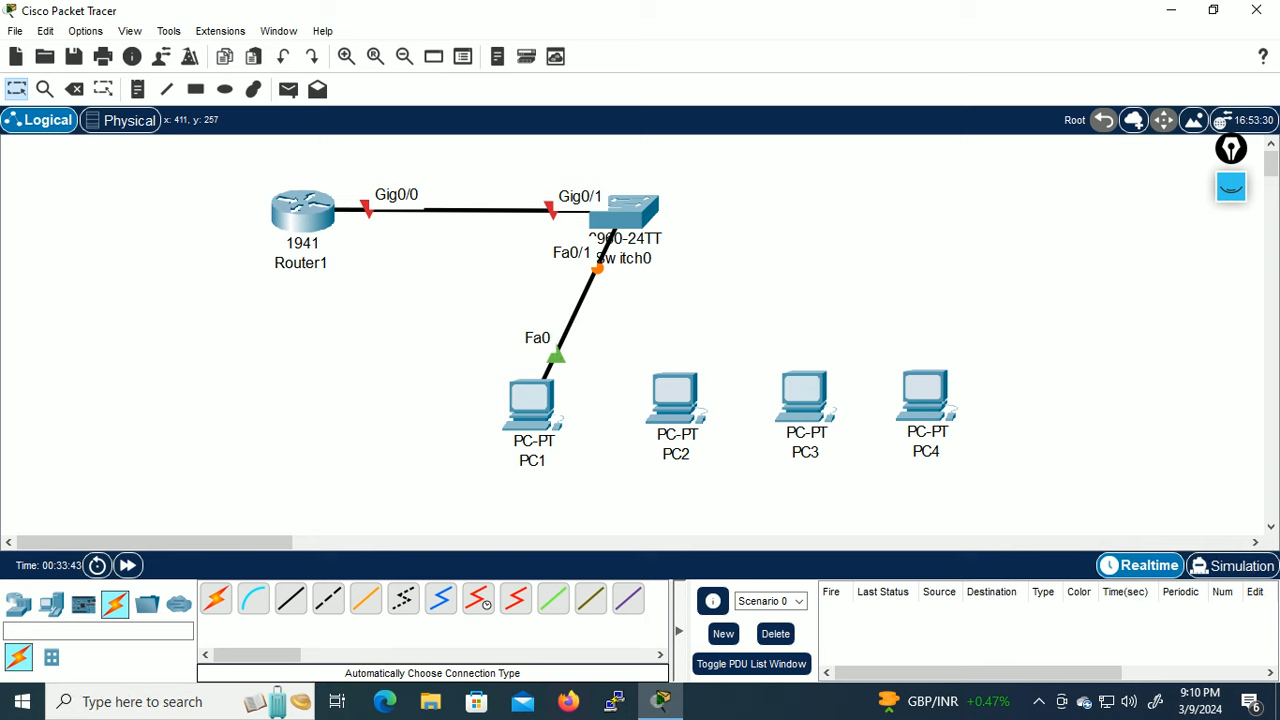 Cisco Packet Tracer
File Edit Options View Tools Extensions Window Help
Logical Physical x: 411, y: 257 Root 16:53:30
Gig0/0 Gig0/1
1941
Router1
960-24TT
Switch0
Fa0/1
Fa0
PC-PT
PC1
PC-PT
PC2
PC-PT
PC3
PC-PT
PC4
Time: 00:33:43 Realtime Simulation
Scenario 0
New Delete
Toggle PDU List Window
Fire Last Status Source Destination Type Color Time(sec) Periodic Num Edit
Automatically Choose Connection Type
Type here to search
GBP/INR +0.47%
9:10 PM
3/9/2024
6